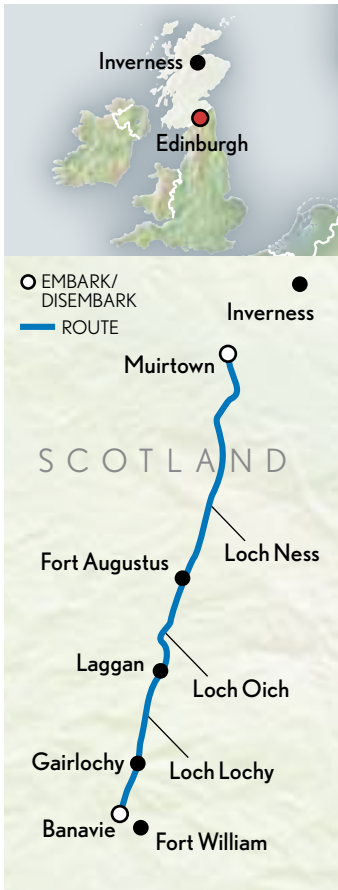 Inverness
Edinburgh
EMBARK/
DISEMBARK
ROUTE
Inverness
Muirtown
SCOTLAND
Loch Ness
Fort Augustus
Loch Oich
Laggan
Gairlochy
Loch Lochy
Banavie
Fort William